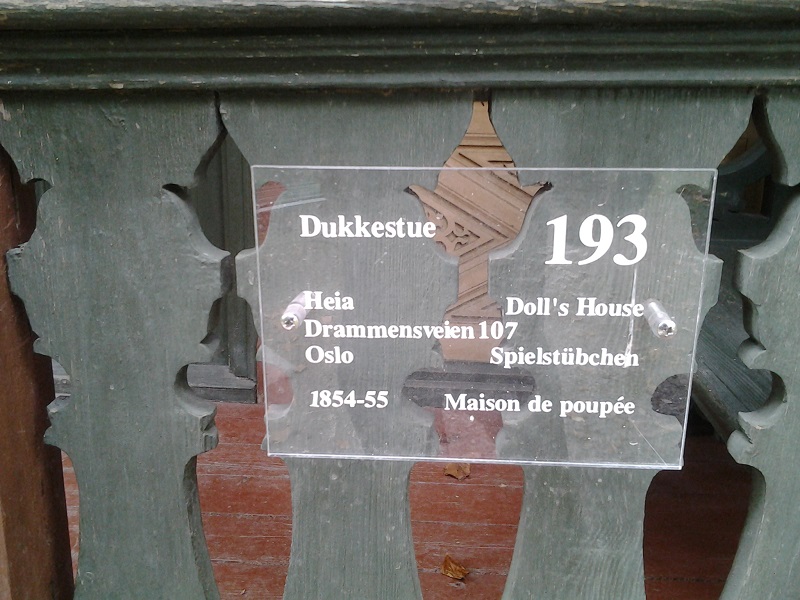 Dukkestue 193
Heia Doll's House
Drammensveien 107
Oslo Spielstübchen
1854-55 Maison de poupée